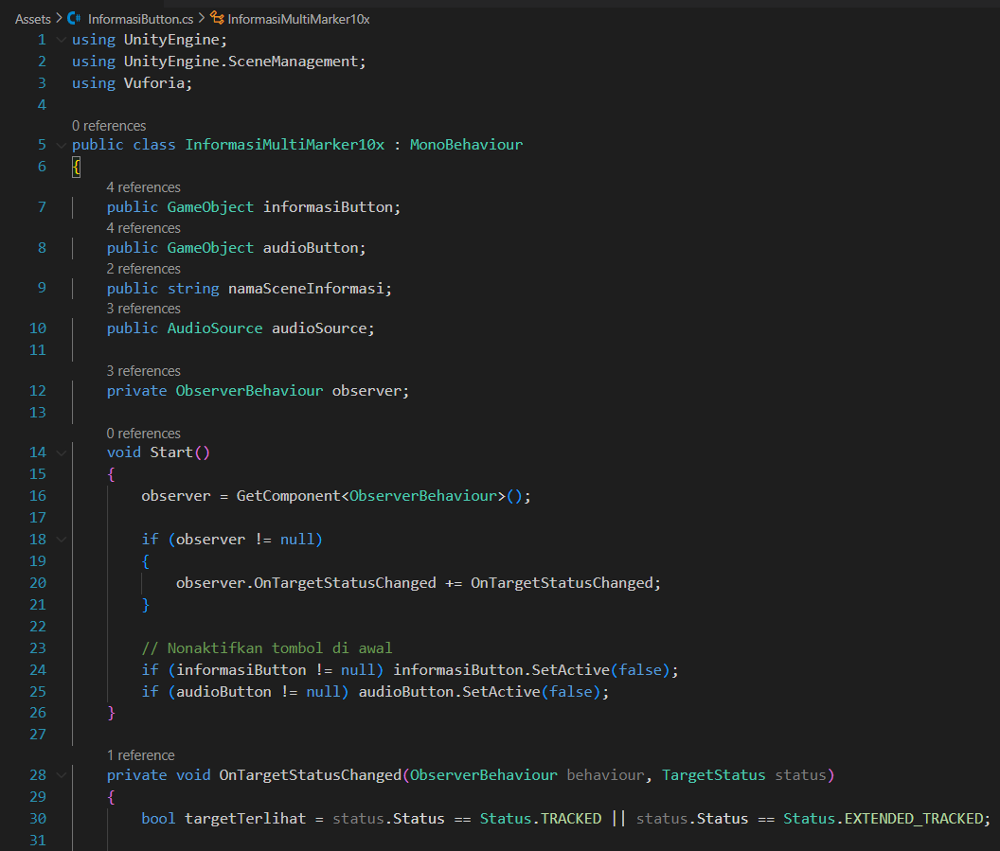 Assets > InformasiButton.cs > InformasiMultiMarker10x
1 using UnityEngine;
2 using UnityEngine.SceneManagement;
3 using Vuforia;
4
0 references
5 public class InformasiMultiMarker10x : MonoBehaviour
6 {
4 references
7 public GameObject informasiButton;
4 references
8 public GameObject audioButton;
2 references
9 public string namaSceneInformasi;
3 references
10 public AudioSource audioSource;
11
3 references
12 private ObserverBehaviour observer;
13
0 references
14 void Start()
15 {
16 observer = GetComponent<ObserverBehaviour>();
17
18 if (observer != null)
19 {
20 observer.OnTargetStatusChanged += OnTargetStatusChanged;
21 }
22
23 // Nonaktifkan tombol di awal
24 if (informasiButton != null) informasiButton.SetActive(false);
25 if (audioButton != null) audioButton.SetActive(false);
26 }
27
1 reference
28 private void OnTargetStatusChanged(ObserverBehaviour behaviour, TargetStatus status)
29 {
30 bool targetTerlihat = status.Status == Status.TRACKED || status.Status == Status.EXTENDED_TRACKED;
31